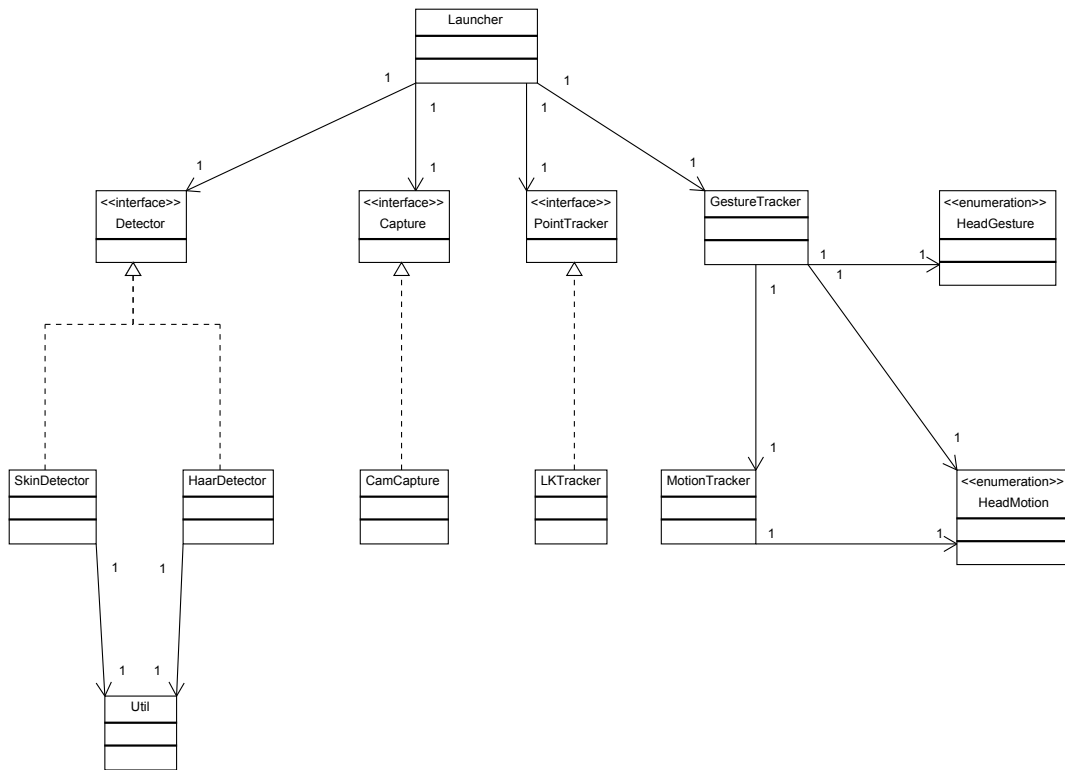 Launcher
1
1
1
1
1
1
1
1
<<interface>>
Detector
<<interface>>
Capture
<<interface>>
PointTracker
GestureTracker
<<enumeration>>
HeadGesture
1
1
1
1
1
1
SkinDetector
HaarDetector
CamCapture
LKTracker
MotionTracker
<<enumeration>>
HeadMotion
1
1
1
1
1
1
Util